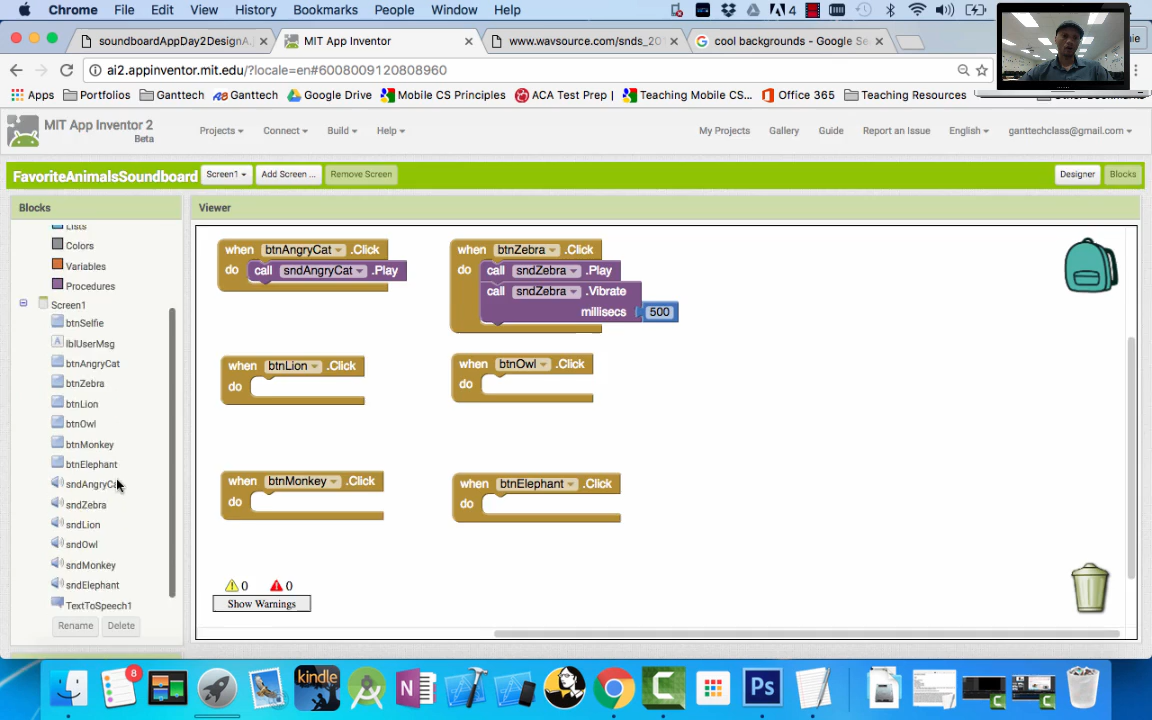 Chrome File Edit View History Bookmarks People Window Help 4
soundboardAppDay2DesignA MIT App Inventor www.wavsource.com/snds_20 cool backgrounds - Google Se
ai2.appinventor.mit.edu/?locale=en#6008009120808960
Apps Portfolios Ganttech Ganttech Google Drive Mobile CS Principles ACA Test Prep | Teaching Mobile CS... Office 365 Teaching Resources
MIT App Inventor 2
Beta
Projects Connect Build Help My Projects Gallery Guide Report an Issue English ganttechclass@gmail.com
FavoriteAnimalsSoundboard Screen1 Add Screen ... Remove Screen Designer Blocks
Blocks Viewer
Lists
Colors
Variables
Procedures
Screen1
btnSelfie
lblUserMsg
btnAngryCat
btnZebra
btnLion
btnOwl
btnMonkey
btnElephant
sndAngryCat
sndZebra
sndLion
sndOwl
sndMonkey
sndElephant
TextToSpeech1
Rename Delete
when btnAngryCat .Click
do call sndAngryCat .Play
when btnZebra .Click
do call sndZebra .Play
call sndZebra .Vibrate
millisecs 500
when btnLion .Click
do
when btnOwl .Click
do
when btnMonkey .Click
do
when btnElephant .Click
do
0 0
Show Warnings
8
kindle
N
C
Ps